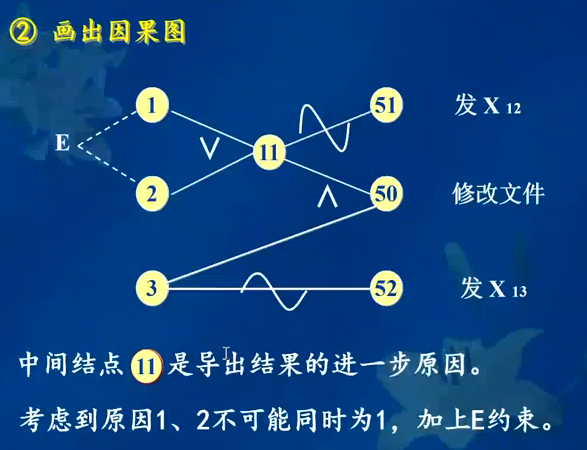 ② 画出因果图
1
51
发 X 12
E
∨
11
2
∧
50
修改文件
3
52
发 X 13
中间结点 11 是导出结果的进一步原因。
考虑到原因1、2不可能同时为1，加上E约束。